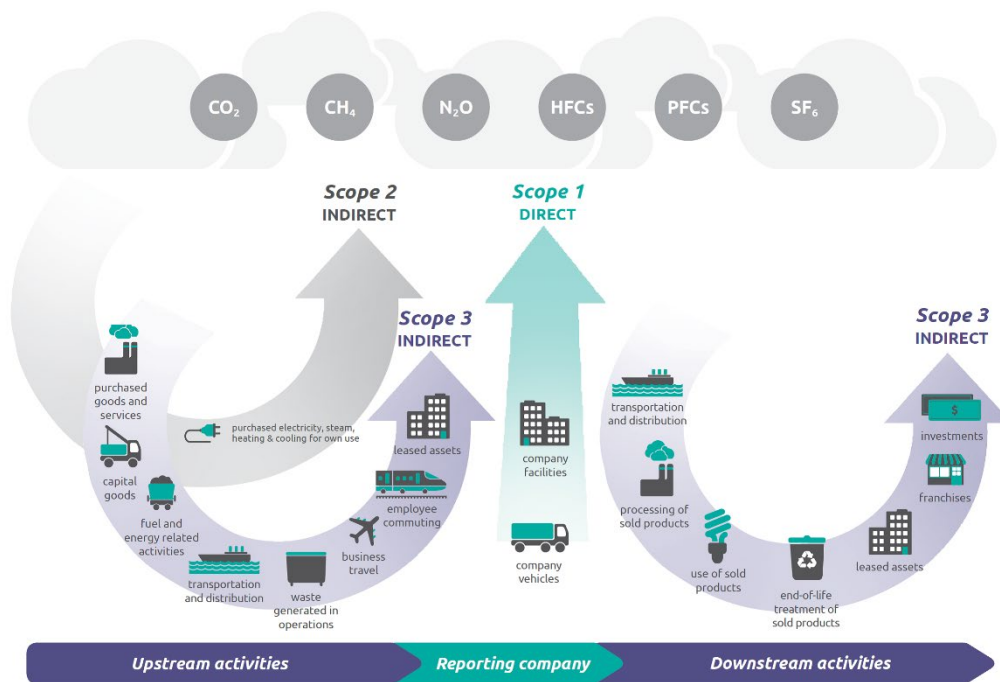 CO₂
CH₄
N₂O
HFCs
PFCs
SF₆
Scope 2
INDIRECT
Scope 1
DIRECT
Scope 3
INDIRECT
Scope 3
INDIRECT
purchased
goods and
services
capital
goods
fuel and
energy related
activities
purchased electricity, steam,
heating & cooling for own use
transportation
and distribution
waste
generated in
operations
business
travel
employee
commuting
leased assets
company
facilities
company
vehicles
transportation
and distribution
processing of
sold products
use of sold
products
end-of-life
treatment of
sold products
leased assets
franchises
$
investments
Upstream activities
Reporting company
Downstream activities